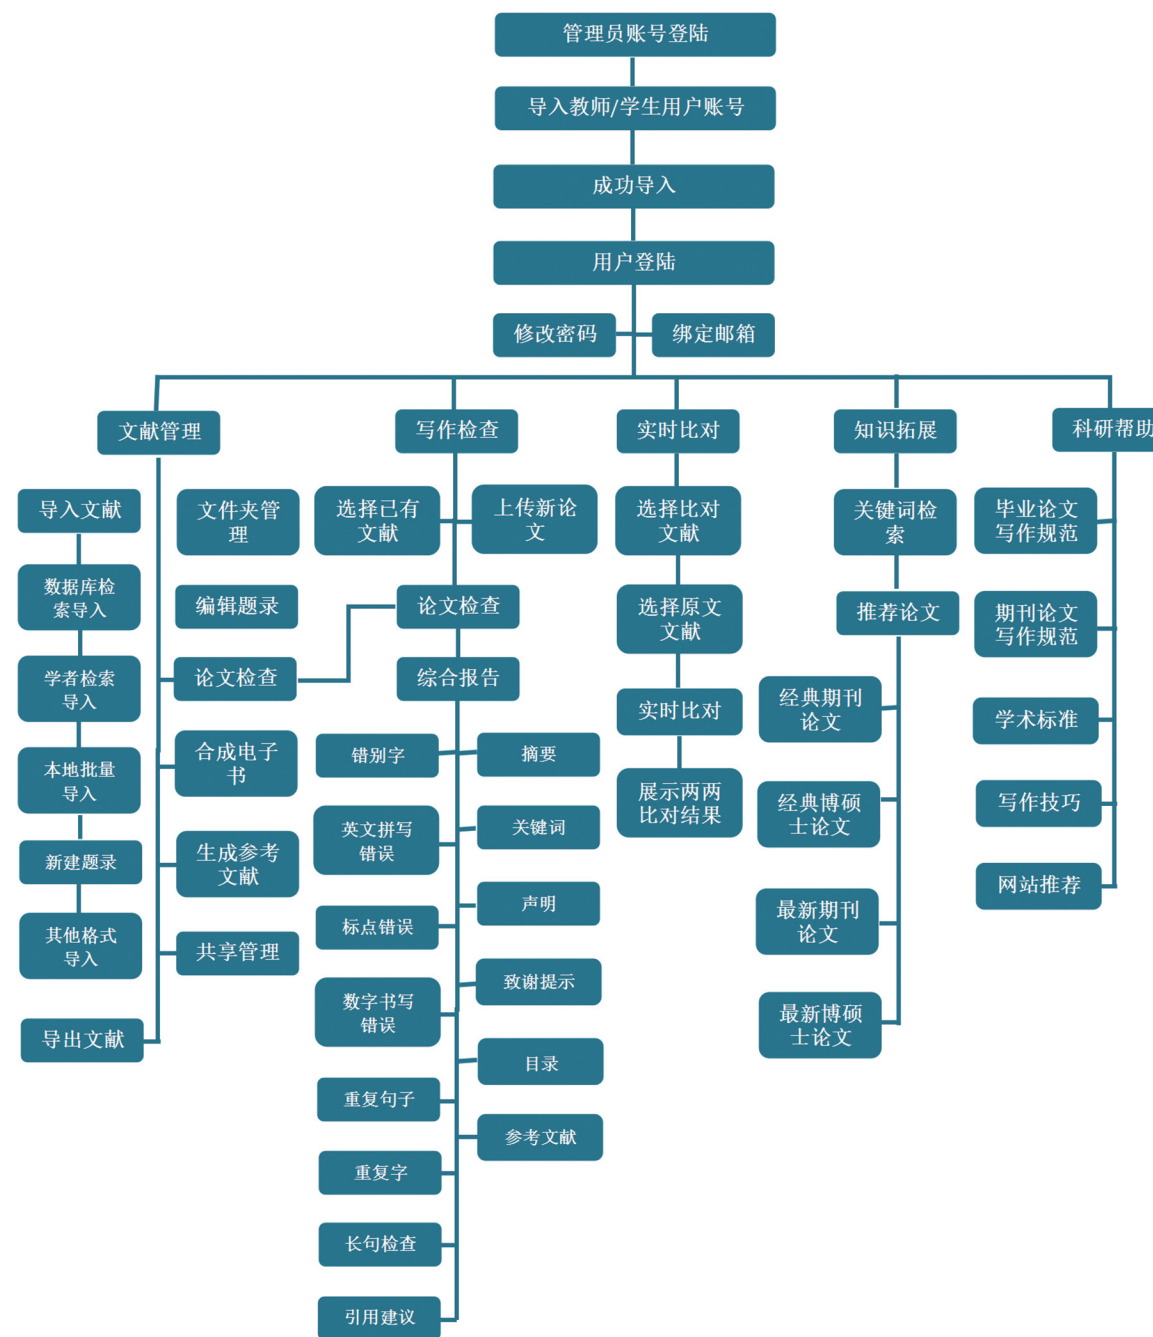 管理员账号登陆
导入教师/学生用户账号
成功导入
用户登陆
修改密码
绑定邮箱
文献管理
写作检查
实时比对
知识拓展
科研帮助
导入文献
数据库检
索导入
学者检索
导入
本地批量
导入
新建题录
其他格式
导入
导出文献
文件夹管
理
编辑题录
论文检查
合成电子
书
生成参考
文献
共享管理
选择已有
文献
上传新论
文
论文检查
综合报告
错别字
英文拼写
错误
标点错误
数字书写
错误
重复句子
重复字
长句检查
引用建议
摘要
关键词
声明
致谢提示
目录
参考文献
选择比对
文献
选择原文
文献
实时比对
展示两两
比对结果
关键词检
索
推荐论文
经典期刊
论文
经典博硕
士论文
最新期刊
论文
最新博硕
士论文
毕业论文
写作规范
期刊论文
写作规范
学术标准
写作技巧
网站推荐